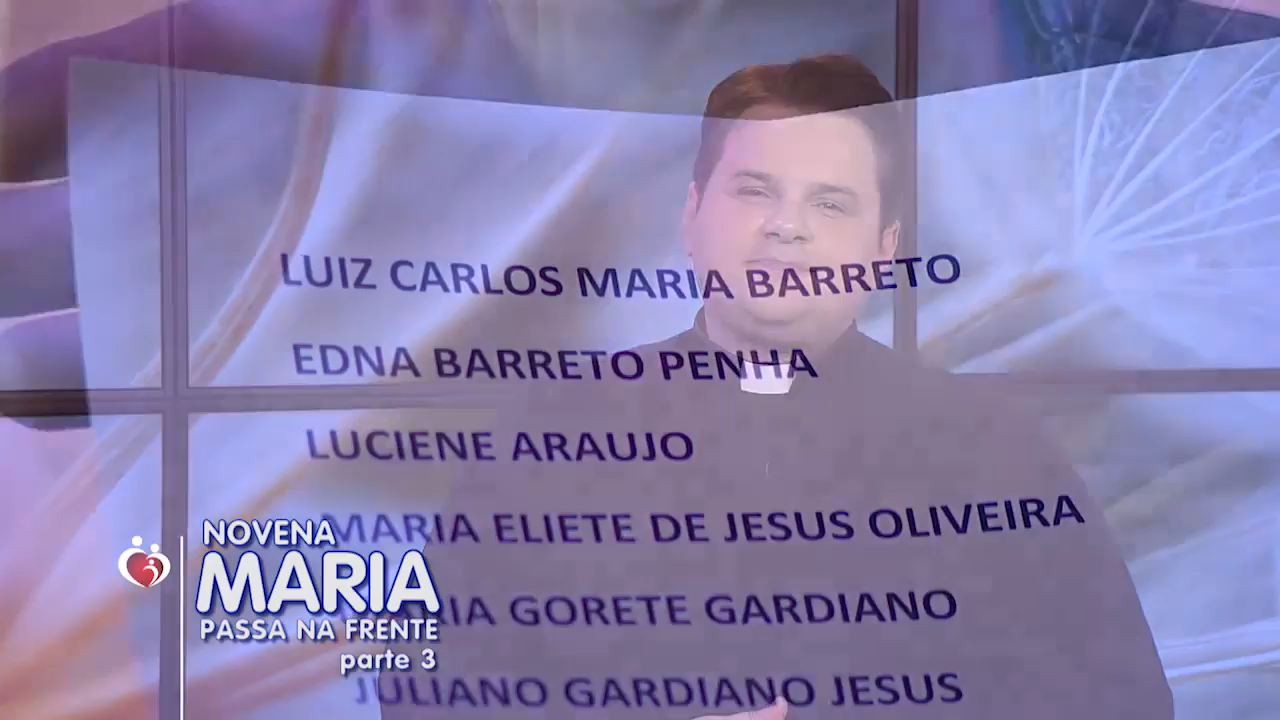 LUIZ CARLOS MARIA BARRETO
EDNA BARRETO PENHA
LUCIENE ARAUJO
MARIA ELIETE DE JESUS OLIVEIRA
MARIA GORETE GARDIANO
JULIANO GARDIANO JESUS
NOVENA
MARIA
PASSA NA FRENTE
parte 3